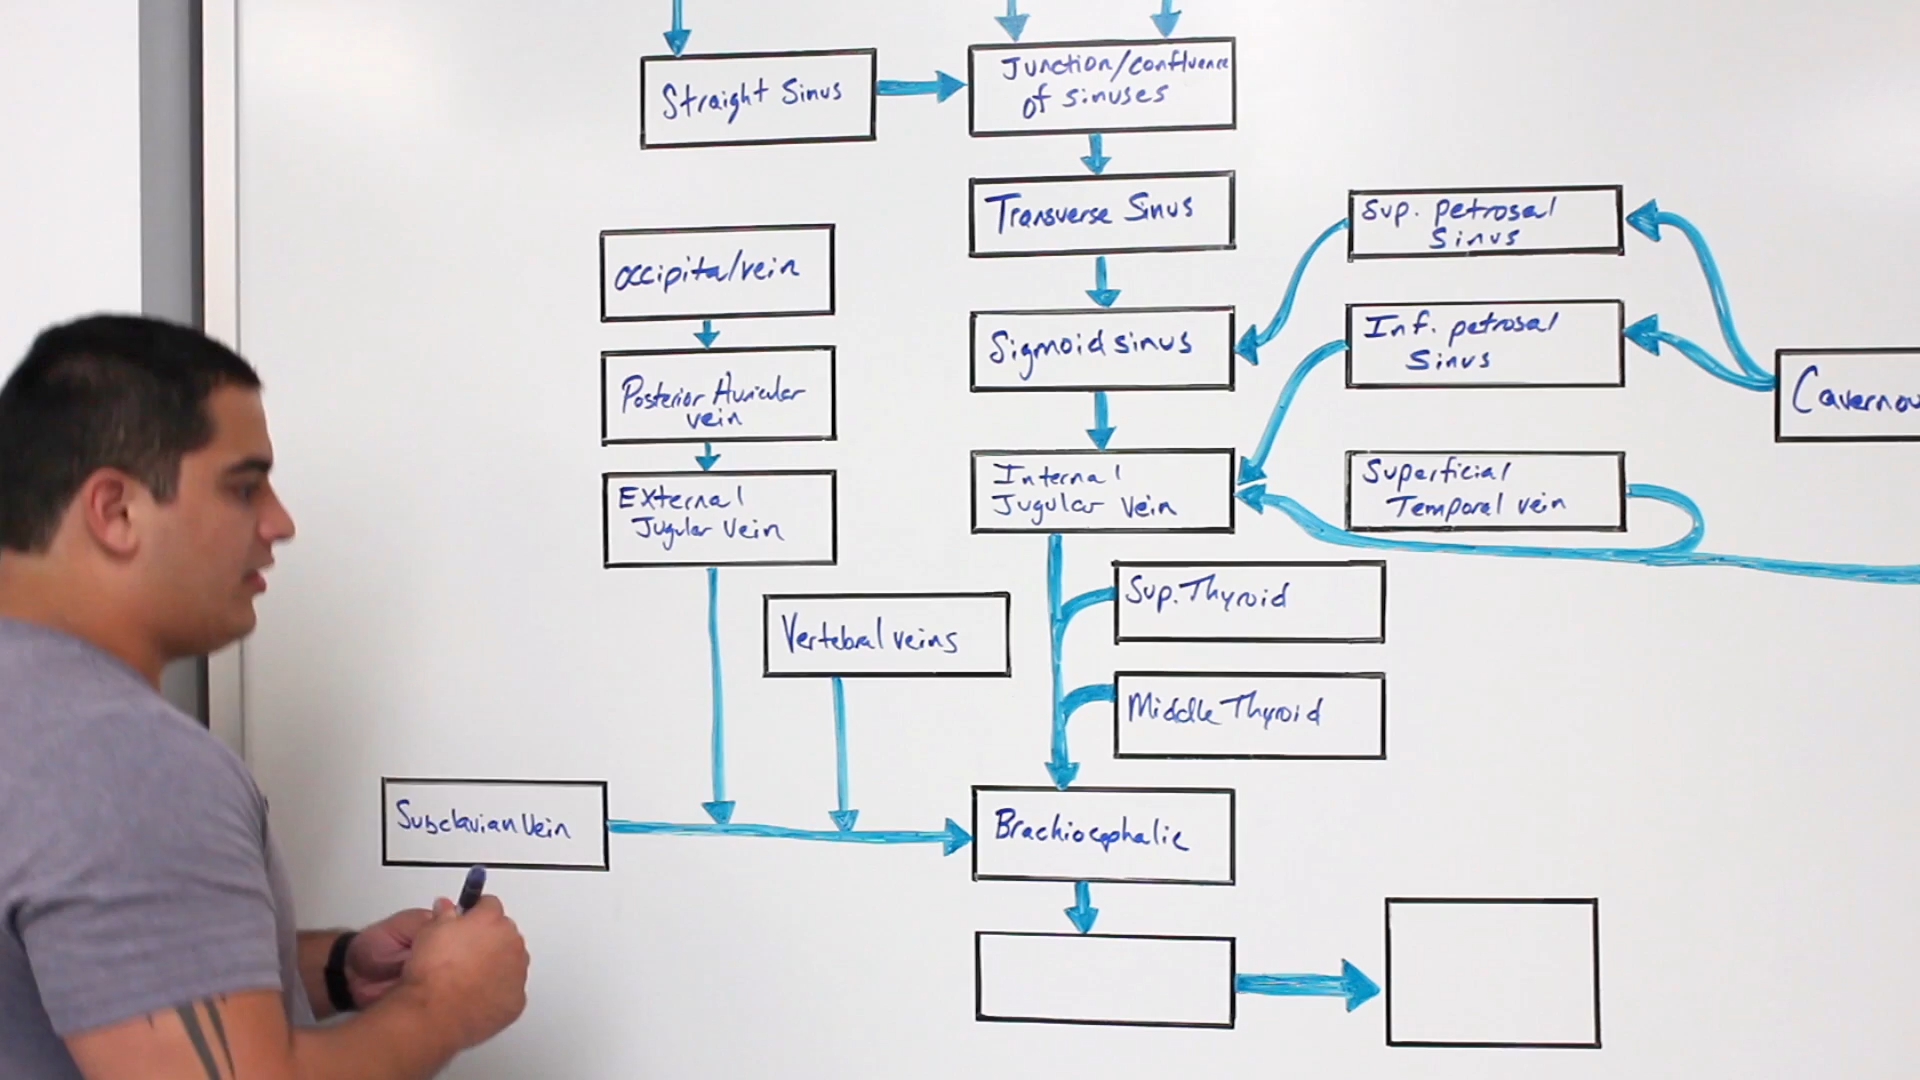 Straight Sinus
Junction/confluence
of sinuses
Transverse Sinus
Sup. petrosal
Sinus
occipital vein
Inf. petrosal
Sinus
Sigmoid sinus
Posterior Auricular
vein
Cavernou
Superficial
Temporal vein
Internal
Jugular Vein
External
Jugular Vein
Sup. Thyroid
Vertebral veins
Middle Thyroid
Subclavian Vein
Brachiocephalic